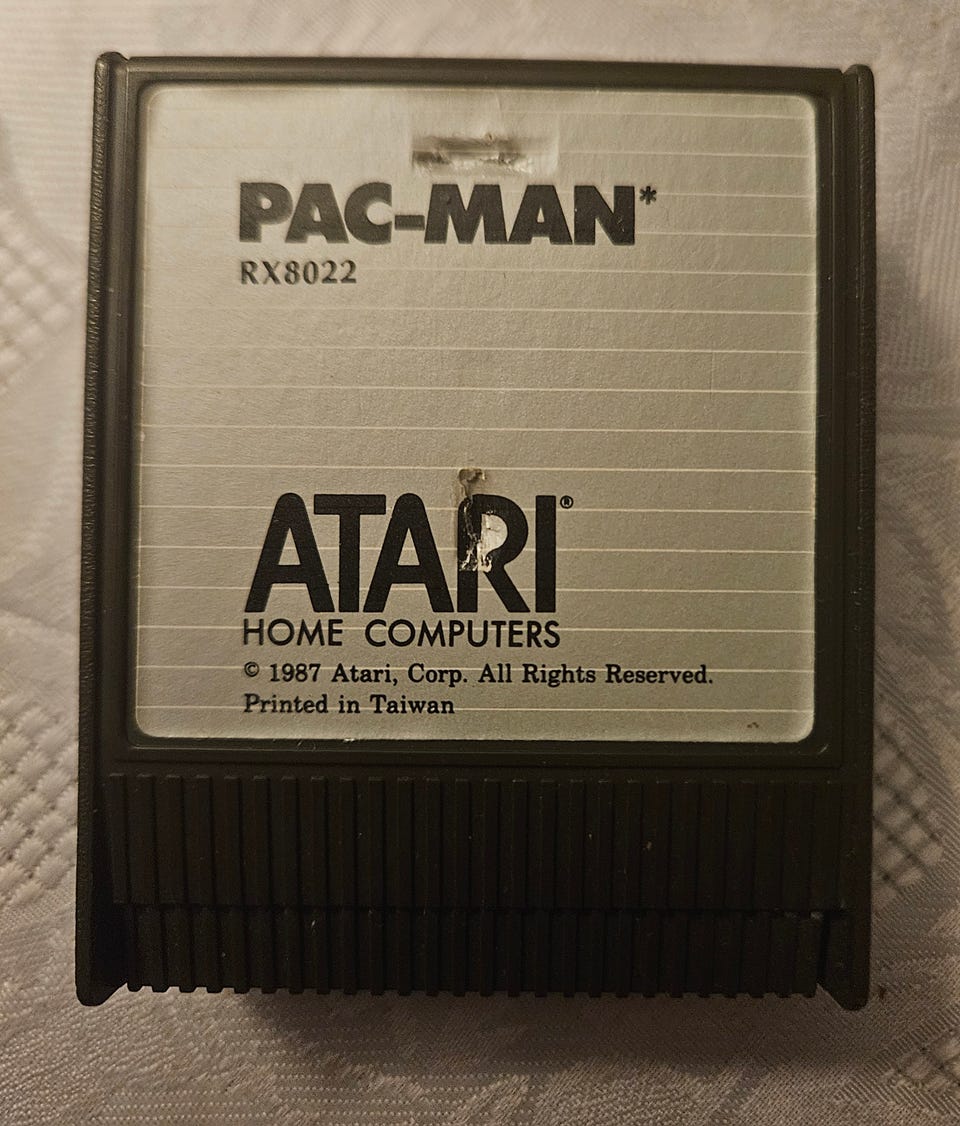 PAC-MAN*
RX8022
ATARI®
HOME COMPUTERS
© 1987 Atari, Corp. All Rights Reserved.
Printed in Taiwan